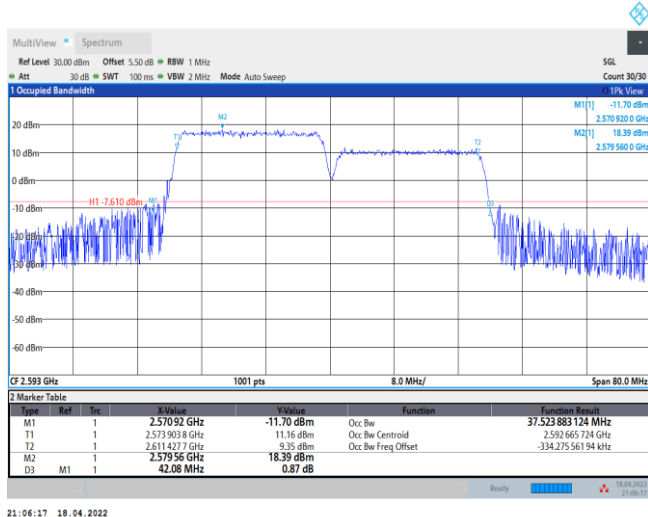 MultiView Spectrum
Ref Level 30.00 dBm Offset 5.50 dB RBW 1 MHz SGL
Att 30 dB SWT 100 ms VBW 2 MHz Mode Auto Sweep Count 30/30
1 Occupied Bandwidth 1Pk View
M1[1] -11.70 dBm
2.570 920 0 GHz
M2[1] 18.39 dBm
2.579 560 0 GHz
M2
20 dBm
T1
T2
10 dBm
0 dBm
H1 -7.610 dBm
M1
D3
-10 dBm
-20 dBm
-30 dBm
-40 dBm
-50 dBm
-60 dBm
CF 2.593 GHz 1001 pts 8.0 MHz/ Span 80.0 MHz
2 Marker Table
Type Ref Trc X-Value Y-Value Function Function Result
M1 1 2.570 92 GHz -11.70 dBm Occ Bw 37.523 883 124 MHz
T1 1 2.573 903 8 GHz 11.16 dBm Occ Bw Centroid 2.592 665 724 GHz
T2 1 2.611 427 7 GHz 9.35 dBm Occ Bw Freq Offset -334.275 561 94 kHz
M2 1 2.579 56 GHz 18.39 dBm
D3 M1 1 42.08 MHz 0.87 dB
Ready 18.04.2022
21:06:17
21:06:17 18.04.2022